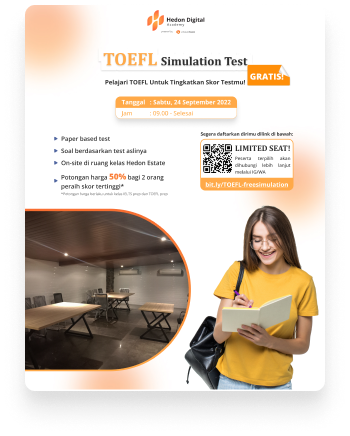 Hedon Digital
Academy
TOEFL Simulation Test
Pelajari TOEFL Untuk Tingkatkan Skor Testmu!
GRATIS!
Tanggal : Sabtu, 24 September 2022
Jam : 09.00 - Selesai
Paper based test
Soal berdasarkan test aslinya
On-site di ruang kelas Hedon Estate
Potongan harga 50% bagi 2 orang
peraih skor tertinggi*
Segera daftarkan dirimu dilink di bawah:
LIMITED SEAT!
Peserta terpilih akan
dihubungi lebih lanjut
melalui IG/WA
bit.ly/TOEFL-freesimulation